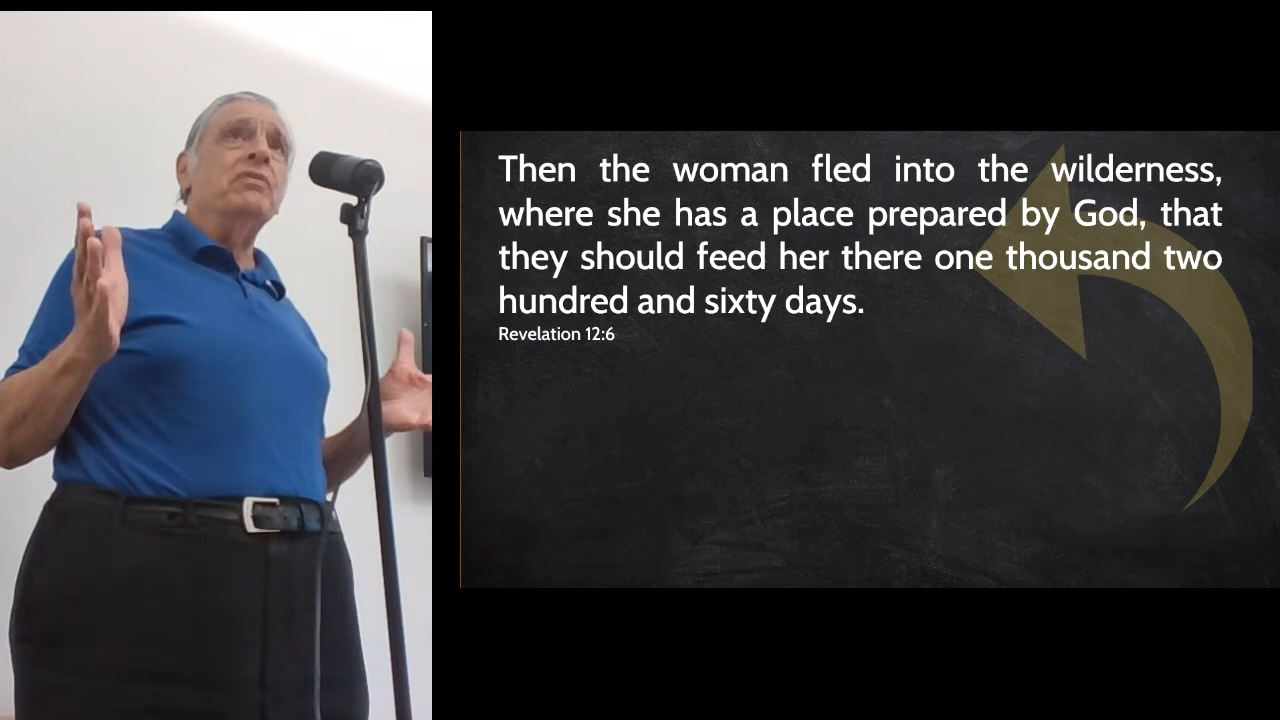 Then the woman fled into the wilderness,
where she has a place prepared by God, that
they should feed her there one thousand two
hundred and sixty days.
Revelation 12:6